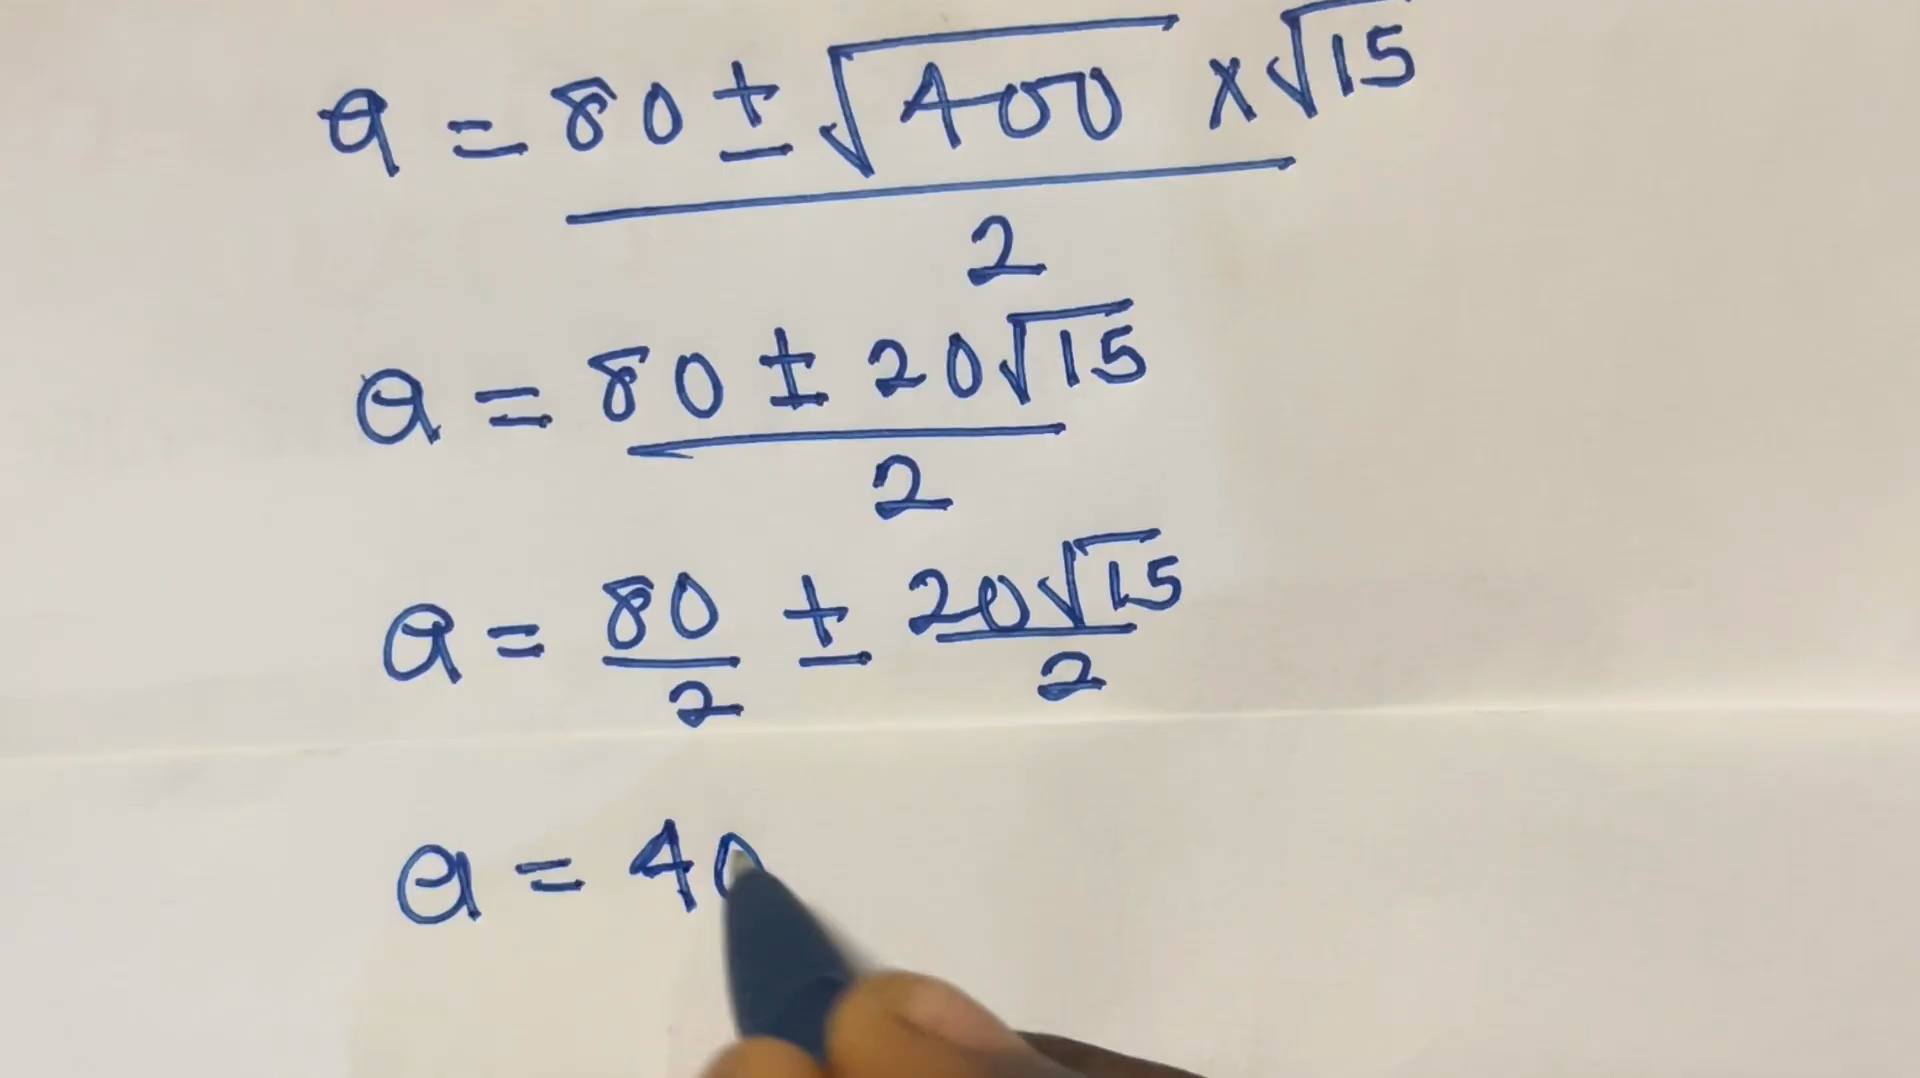 a = 80 ± √400 × √15
2
a = 80 ± 20√15
2
a = 80/2 ± 20√15/2
a = 40